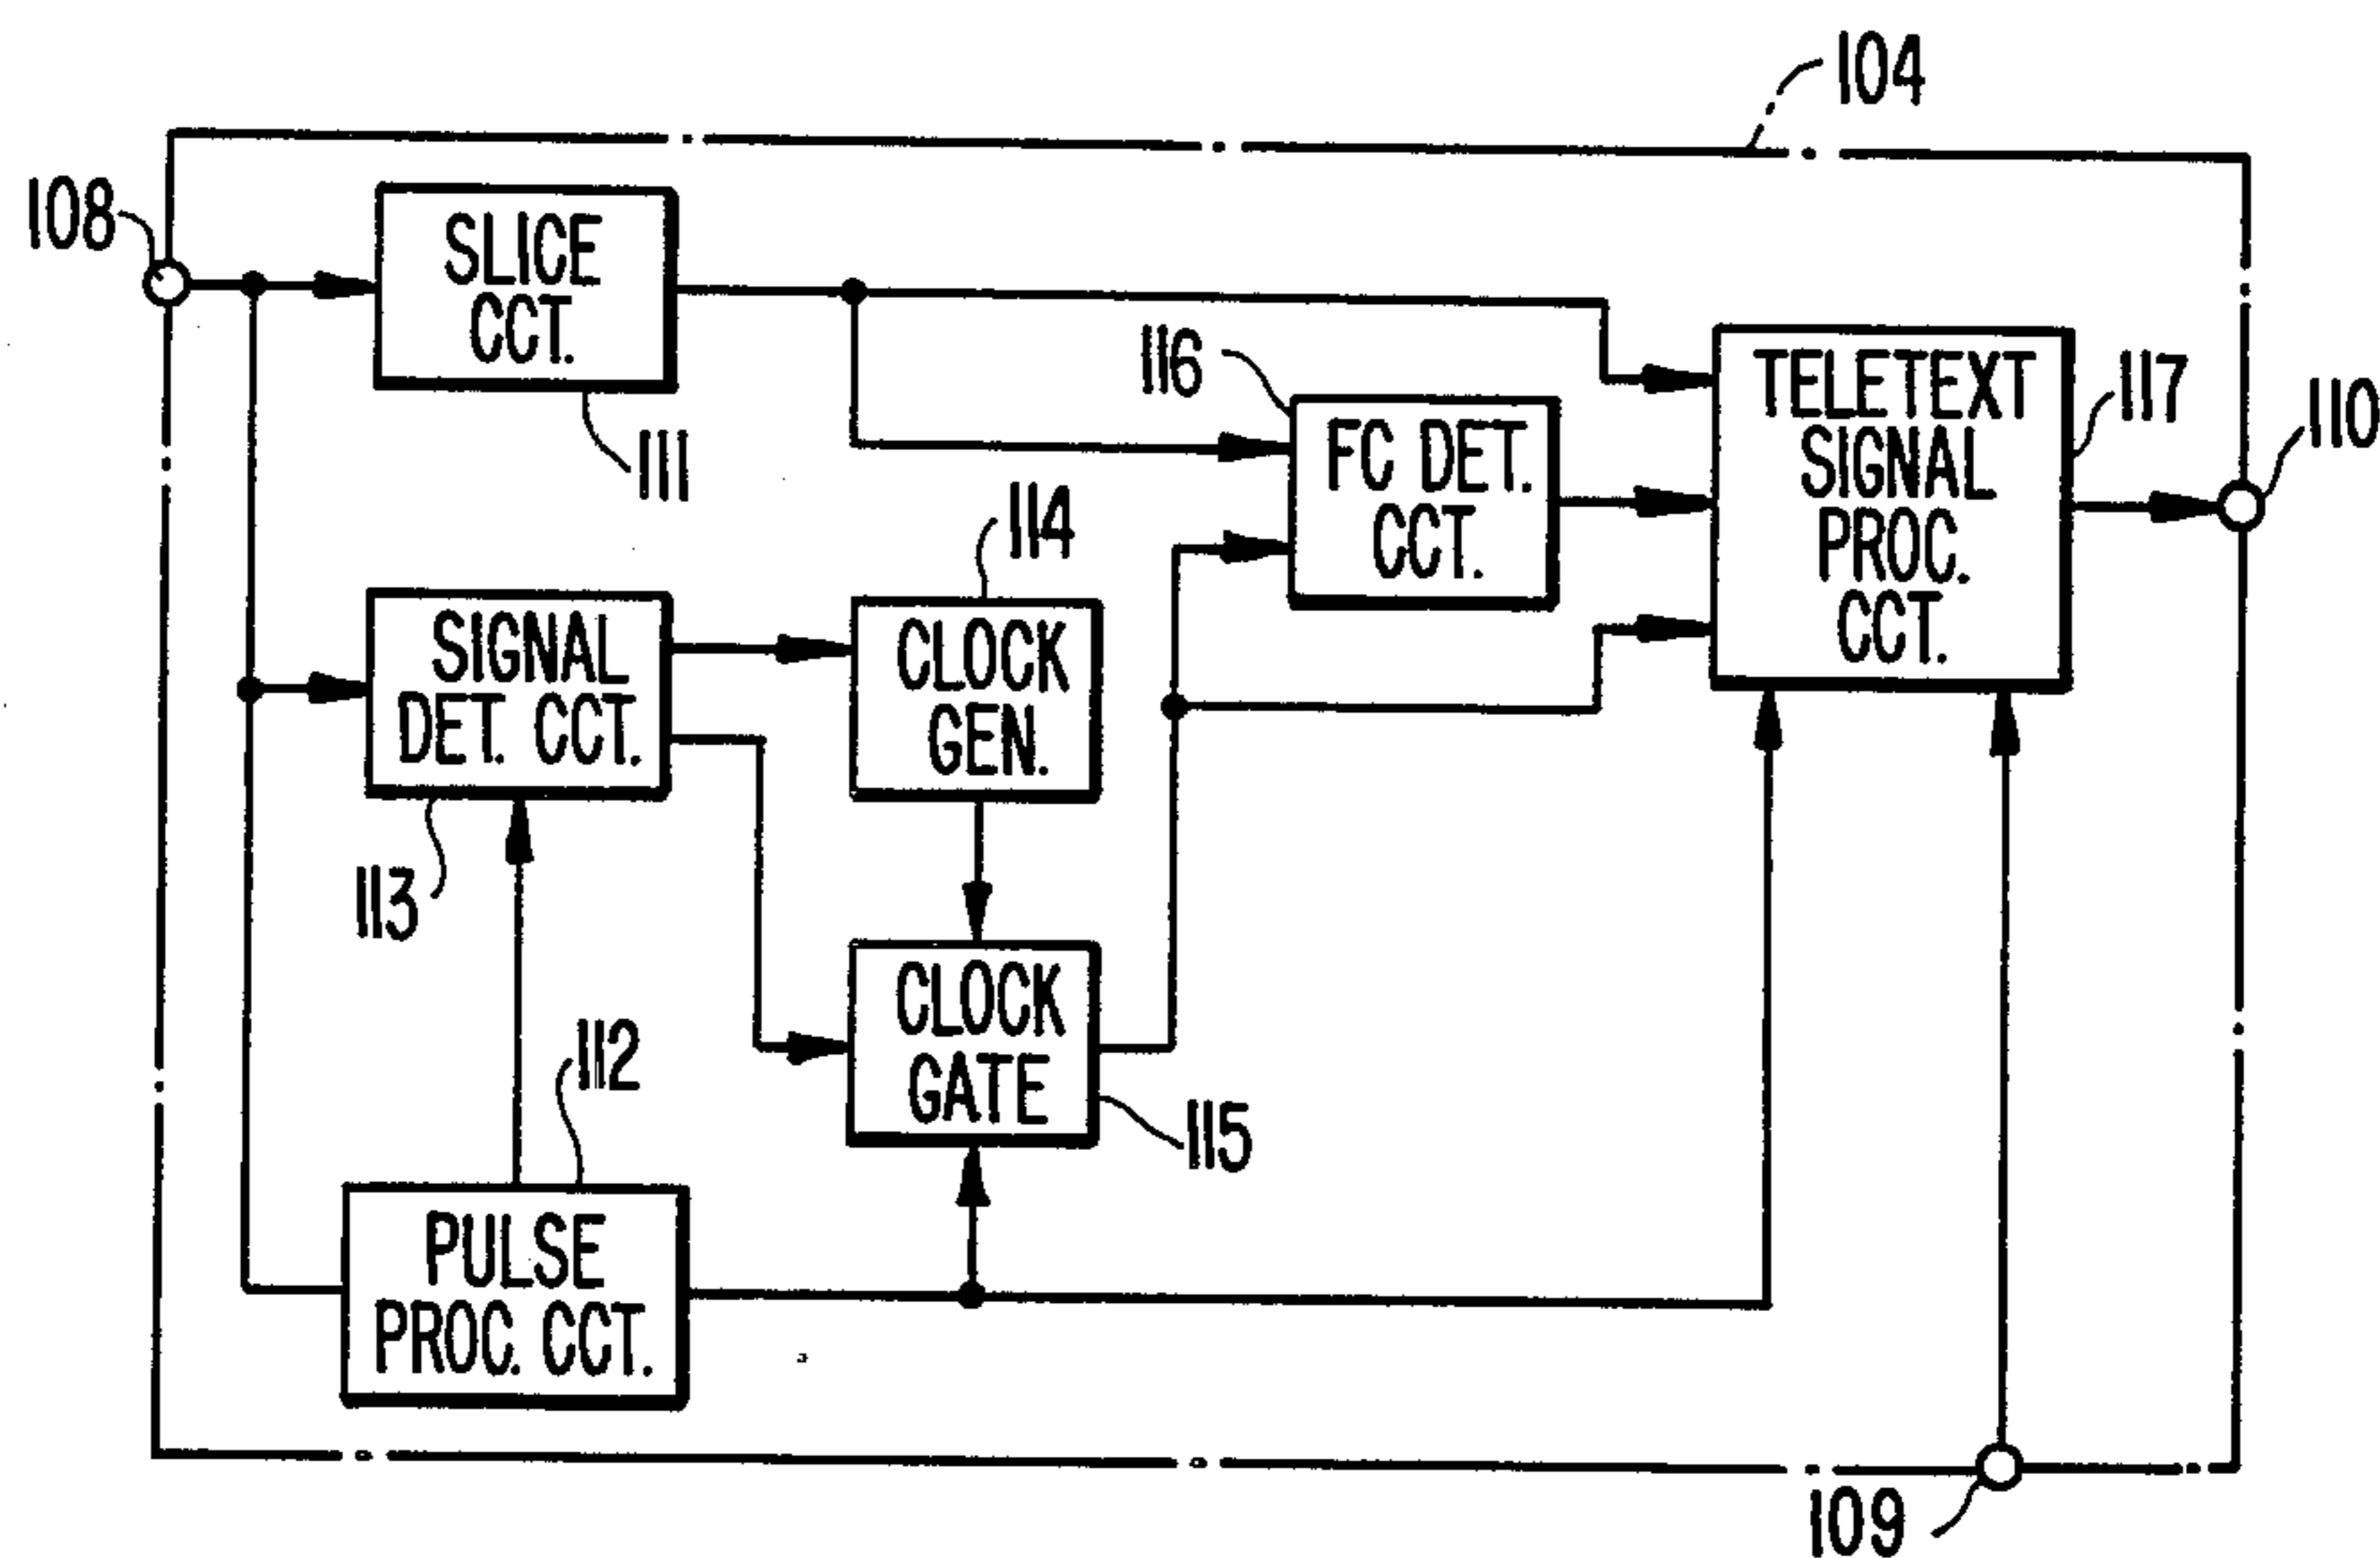 104
108
SLICE
CCT.
111
116
FC DET.
CCT.
TELETEXT
SIGNAL
PROC.
CCT.
117
110
114
SIGNAL
DET. CCT.
113
CLOCK
GEN.
CLOCK
GATE
115
112
PULSE
PROC. CCT.
109